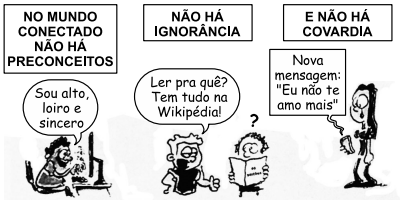 NO MUNDO
CONECTADO
NÃO HÁ
PRECONCEITOS
Sou alto,
loiro e
sincero
NÃO HÁ
IGNORÂNCIA
Ler pra quê?
Tem tudo na
Wikipédia!
?
E NÃO HÁ
COVARDIA
Nova
mensagem:
"Eu não te
amo mais"